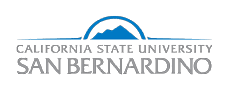 CALIFORNIA STATE UNIVERSITY
SAN BERNARDINO